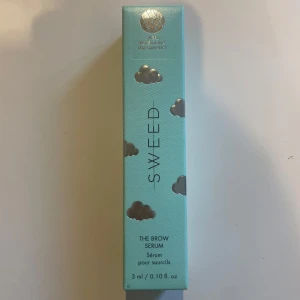 SWEED
THE BROW
SERUM
Sérum
pour sourcils
3 ml / 0.10 fl. oz